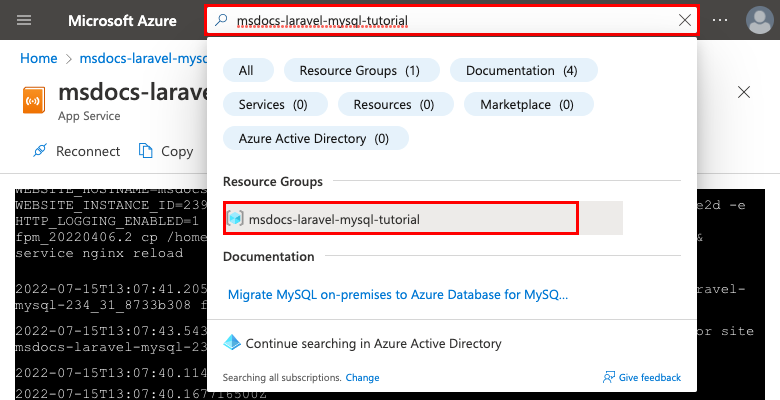 Microsoft Azure
msdocs-laravel-mysql-tutorial
Home > msdocs-laravel-mys
msdocs-larave
App Service
Reconnect Copy
All Resource Groups (1) Documentation (4)
Services (0) Resources (0) Marketplace (0)
Azure Active Directory (0)
Resource Groups
msdocs-laravel-mysql-tutorial
Documentation
Migrate MySQL on-premises to Azure Database for MySQ...
Continue searching in Azure Active Directory
Searching all subscriptions. Change Give feedback
WEBSITE_HOSTNAME=msdocs
WEBSITE_INSTANCE_ID=239 e2d -e
HTTP_LOGGING_ENABLED=1
fpm_20220406.2 cp /home &
service nginx reload
2022-07-15T13:07:41.205 ravel-
mysql-234_31_8733b308 f
2022-07-15T13:07:43.543 or site
msdocs-laravel-mysql-23
2022-07-15T13:07:40.114
2022-07-15T13:07:40.167716500Z